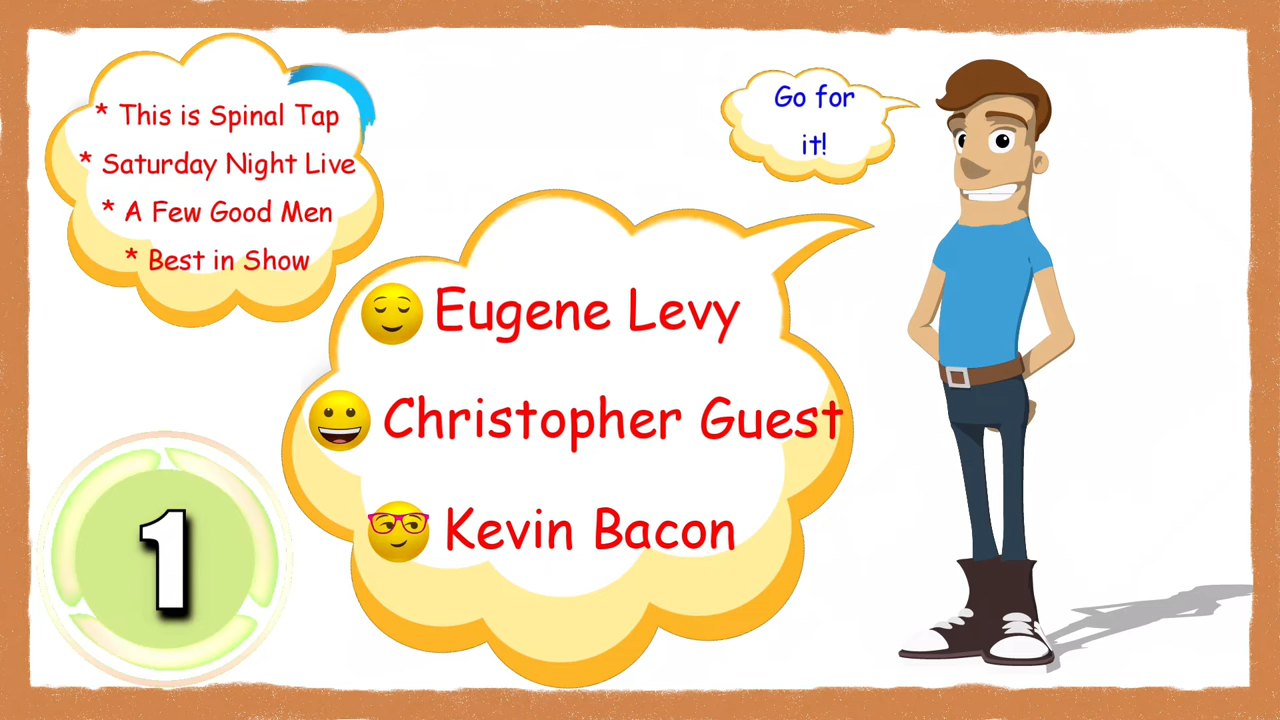 * This is Spinal Tap
* Saturday Night Live
* A Few Good Men
* Best in Show
Go for
it!
Eugene Levy
Christopher Guest
Kevin Bacon
1